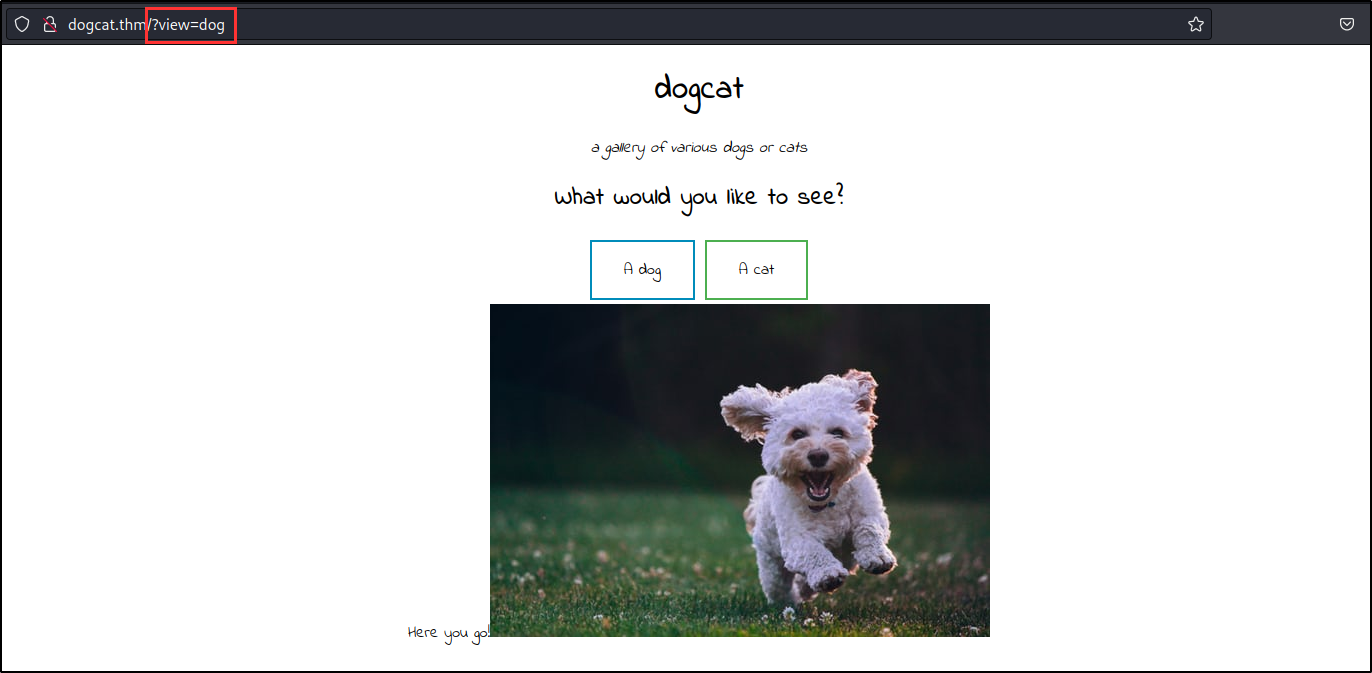 dogcat.thm/?view=dog
dogcat
a gallery of various dogs or cats
What would you like to see?
A dog A cat
Here you go!